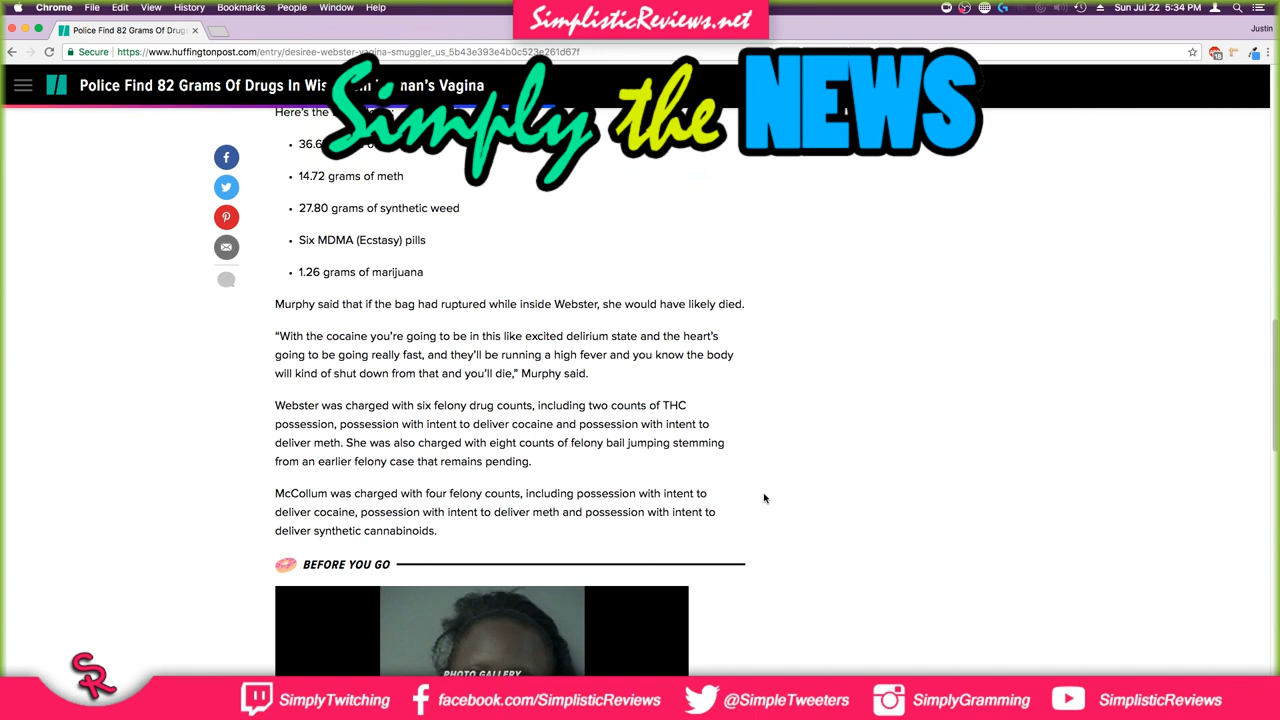 Chrome File Edit View History Bookmarks People Window Help
Sun Jul 22 5:34 PM
SimplisticReviews.net
Police Find 82 Grams Of Drugs
Justin
Secure https://www.huffingtonpost.com/entry/desiree-webster-vagina-smuggler_us_5b43e393e4b0c523e261d67f
Simply the NEWS
Police Find 82 Grams Of Drugs In Wis man's Vagina
Here's the
36.6
14.72 grams of meth
27.80 grams of synthetic weed
Six MDMA (Ecstasy) pills
1.26 grams of marijuana
Murphy said that if the bag had ruptured while inside Webster, she would have likely died.
“With the cocaine you’re going to be in this like excited delirium state and the heart’s
going to be going really fast, and they’ll be running a high fever and you know the body
will kind of shut down from that and you’ll die,” Murphy said.
Webster was charged with six felony drug counts, including two counts of THC
possession, possession with intent to deliver cocaine and possession with intent to
deliver meth. She was also charged with eight counts of felony bail jumping stemming
from an earlier felony case that remains pending.
McCollum was charged with four felony counts, including possession with intent to
deliver cocaine, possession with intent to deliver meth and possession with intent to
deliver synthetic cannabinoids.
BEFORE YOU GO
PHOTO GALLERY
SR
SimplyTwitching
facebook.com/SimplisticReviews
@SimpleTweeters
SimplyGramming
SimplisticReviews